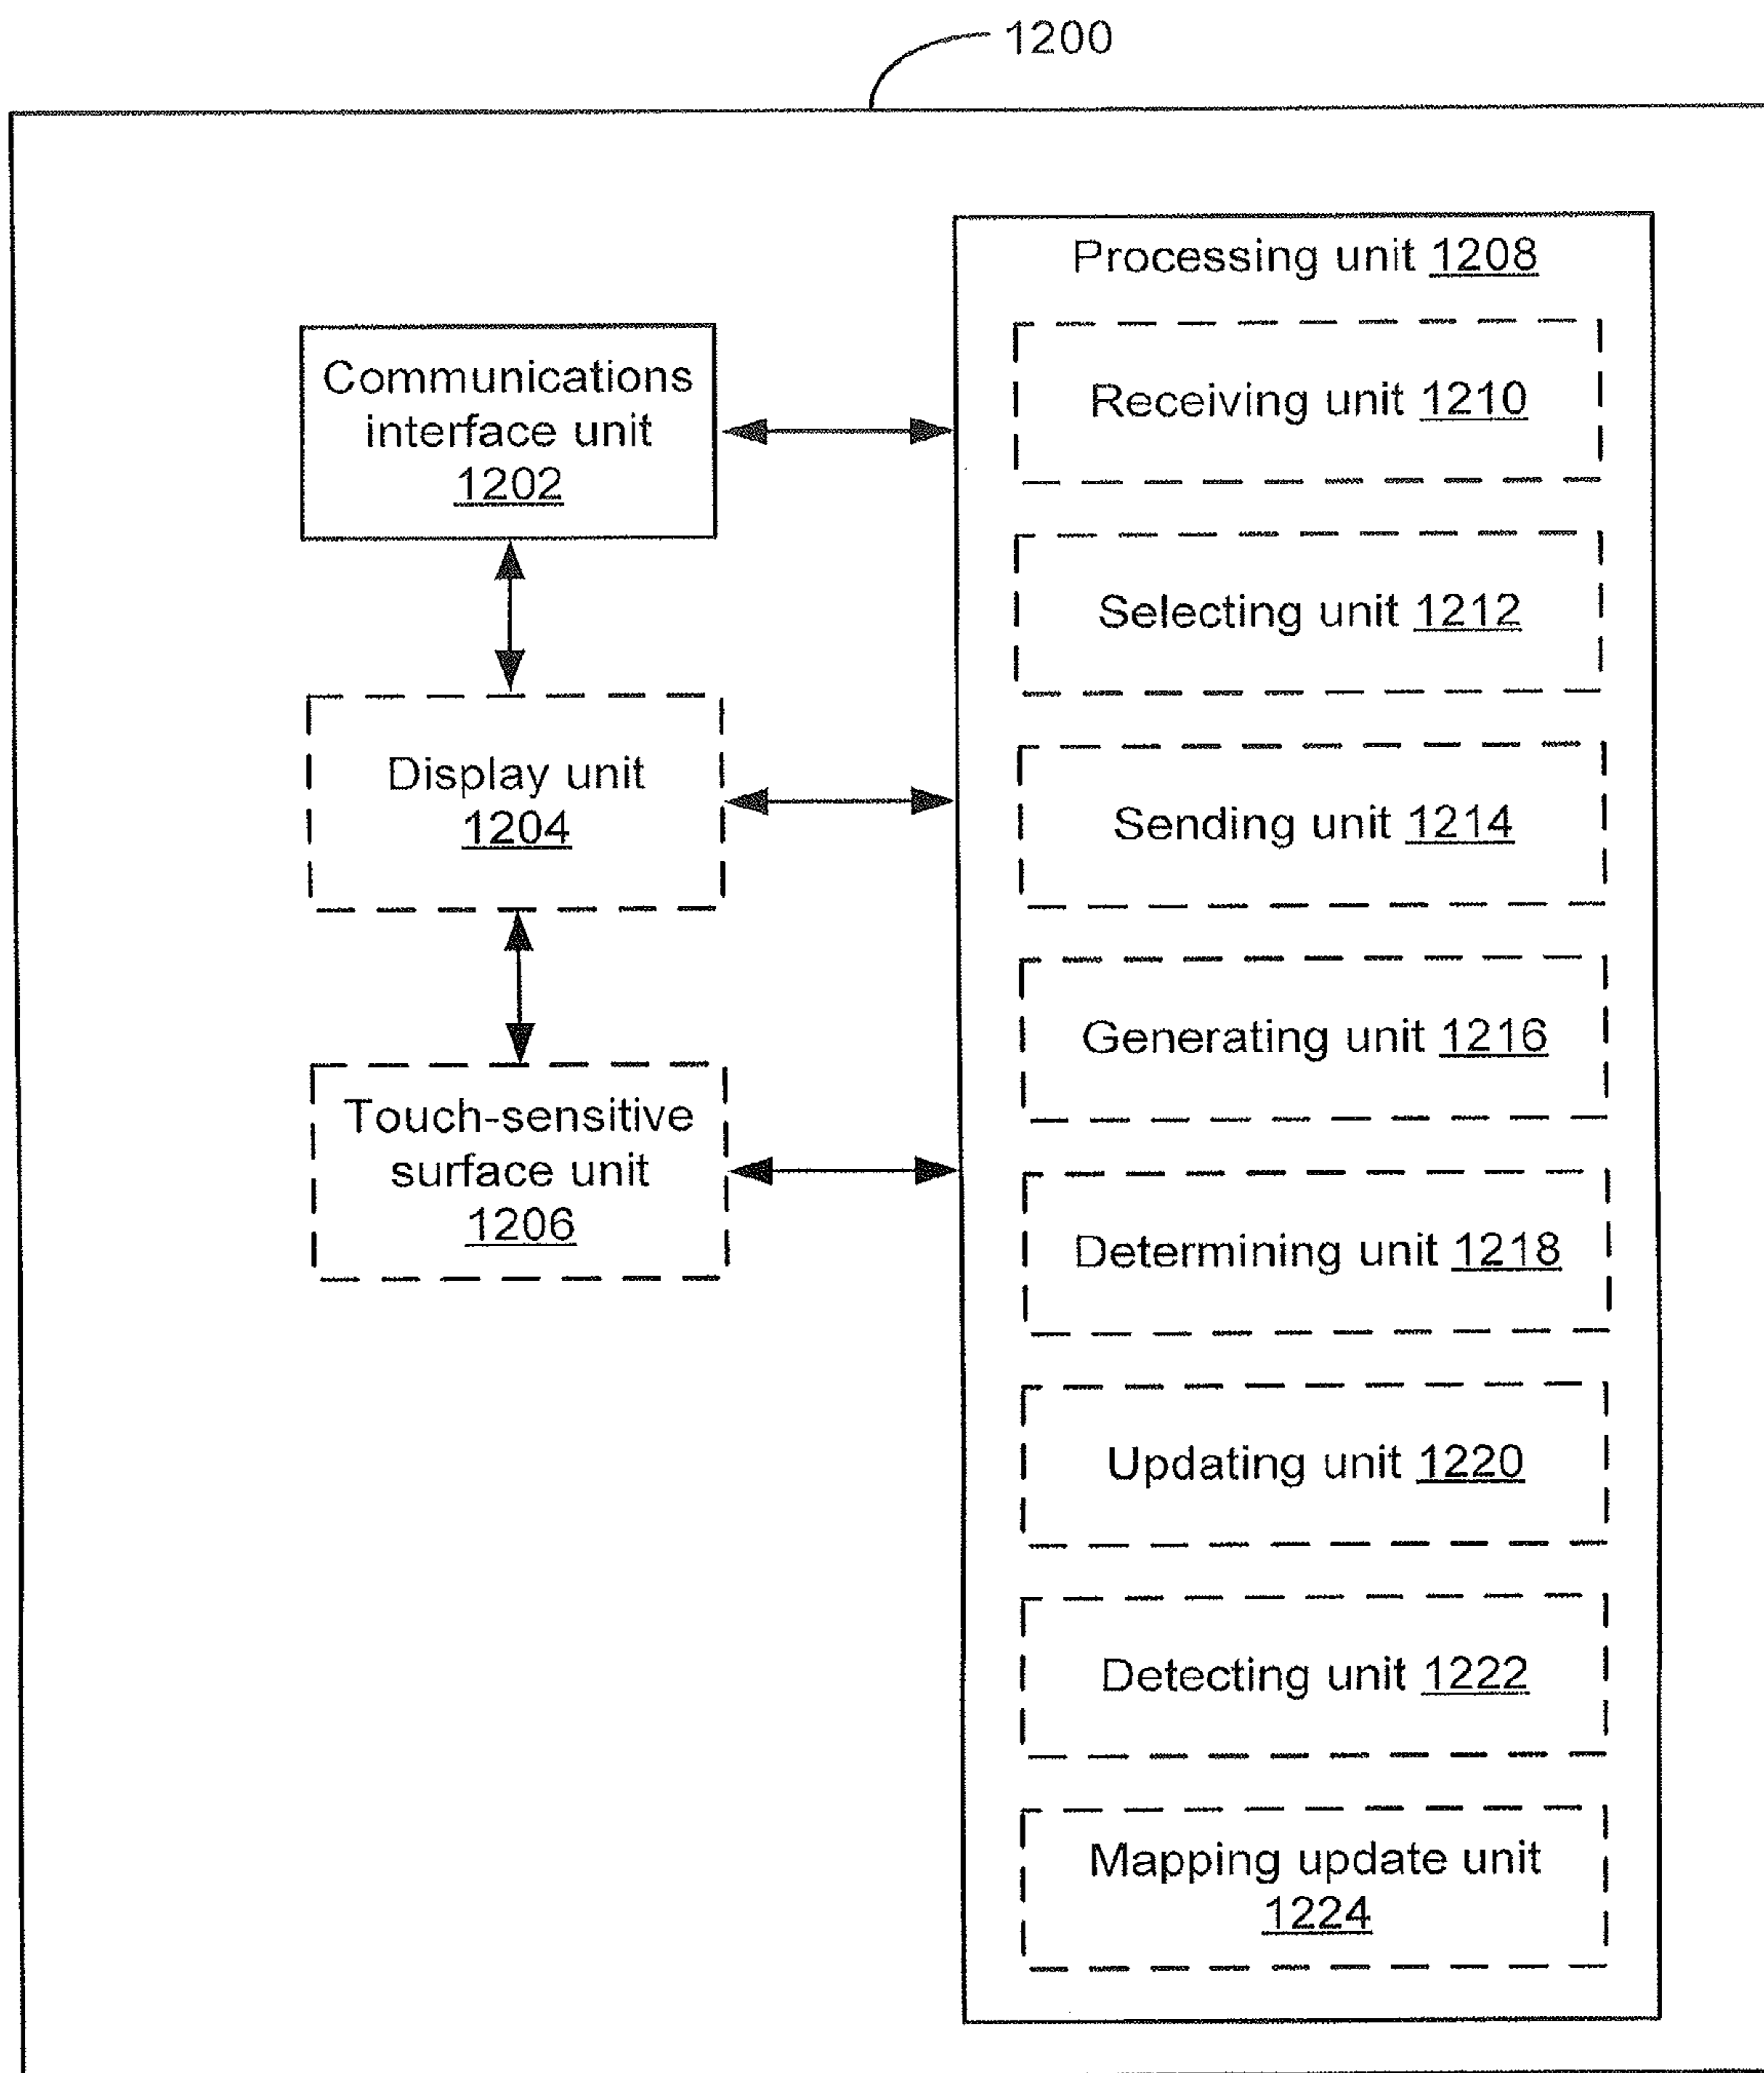 1200
Processing unit 1208
Communications
interface unit
1202
Display unit
1204
Touch-sensitive
surface unit
1206
Receiving unit 1210
Selecting unit 1212
Sending unit 1214
Generating unit 1216
Determining unit 1218
Updating unit 1220
Detecting unit 1222
Mapping update unit
1224